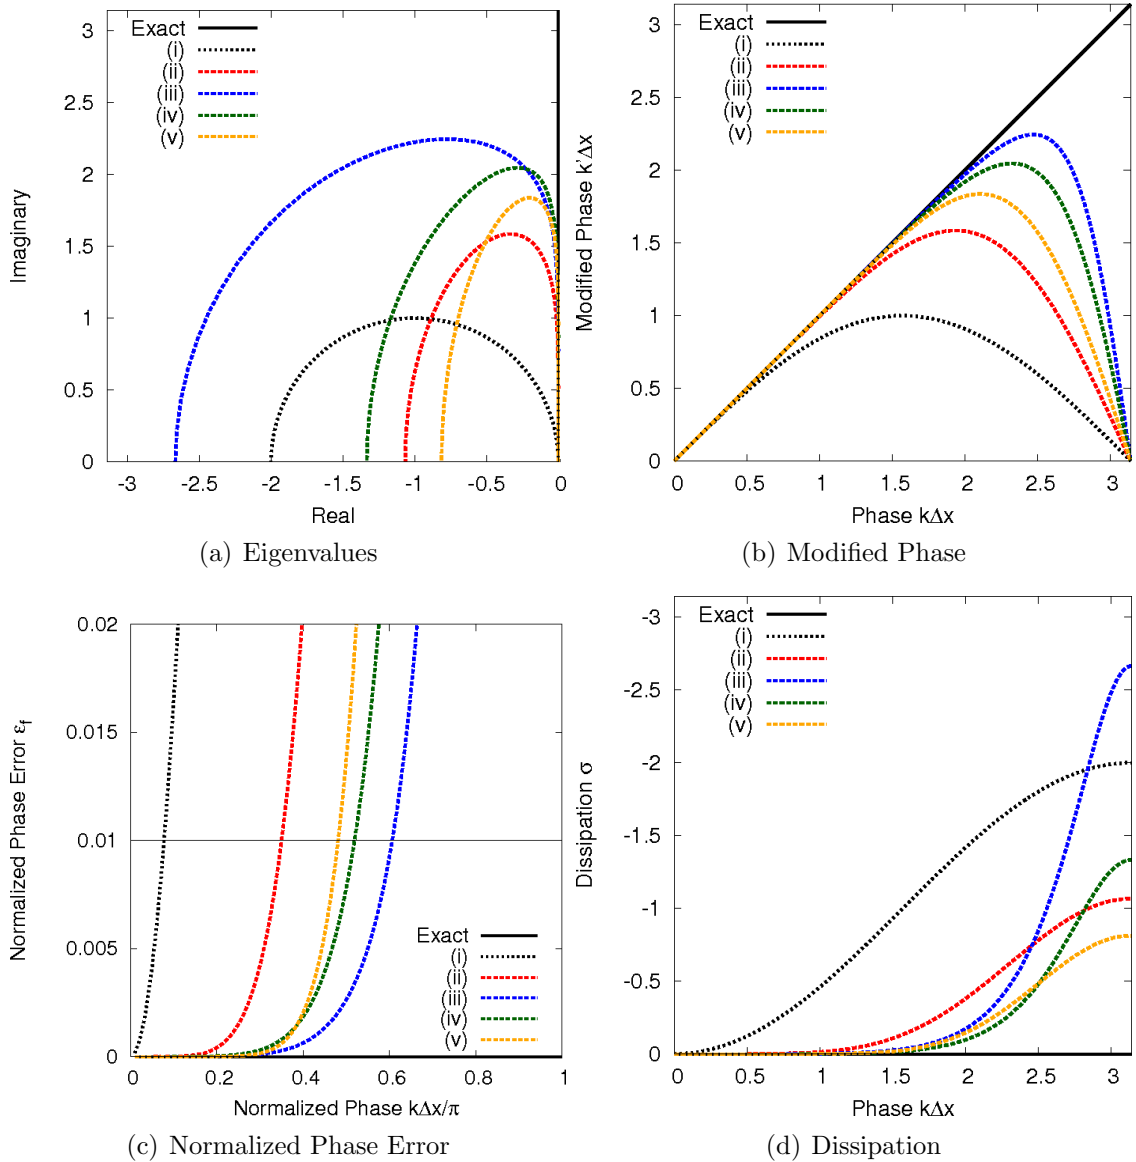 Exact
(i)
(ii)
(iii)
(iv)
(v)
3
2.5
2
1.5
1
0.5
0
-3
-2.5
-2
-1.5
-1
-0.5
0
Imaginary
Real
(a) Eigenvalues
Exact
(i)
(ii)
(iii)
(iv)
(v)
3
2.5
2
1.5
1
0.5
0
0
0.5
1
1.5
2
2.5
3
Modified Phase k'Δx
Phase kΔx
(b) Modified Phase
0.02
0.015
0.01
0.005
0
0
0.2
0.4
0.6
0.8
1
Normalized Phase Error ε_f
Exact
(i)
(ii)
(iii)
(iv)
(v)
Normalized Phase kΔx/π
(c) Normalized Phase Error
Exact
(i)
(ii)
(iii)
(iv)
(v)
-3
-2.5
-2
-1.5
-1
-0.5
0
0
0.5
1
1.5
2
2.5
3
Dissipation σ
Phase kΔx
(d) Dissipation